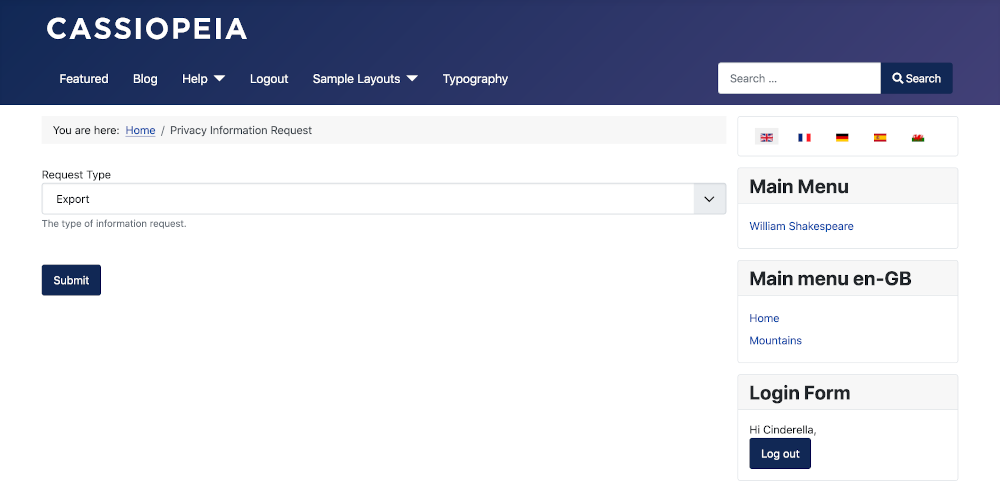 CASSIOPEIA
Featured Blog Help Logout Sample Layouts Typography Search ... Search
You are here: Home / Privacy Information Request
Request Type
Export
The type of information request.
Submit
Main Menu
William Shakespeare
Main menu en-GB
Home
Mountains
Login Form
Hi Cinderella,
Log out